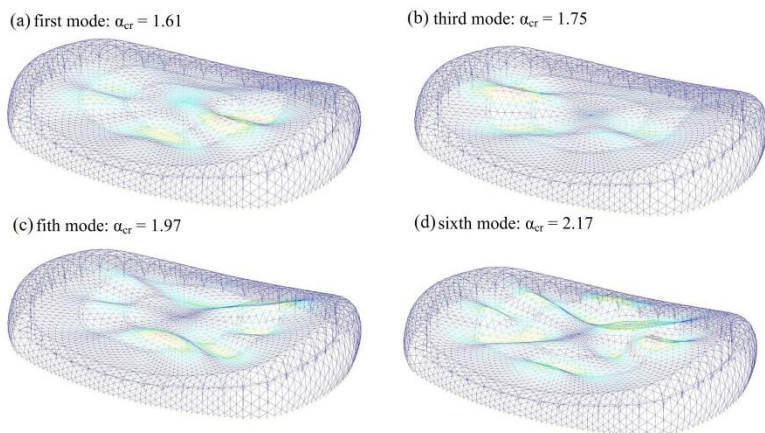 (a) first mode: αcr = 1.61
(b) third mode: αcr = 1.75
(c) fith mode: αcr = 1.97
(d) sixth mode: αcr = 2.17